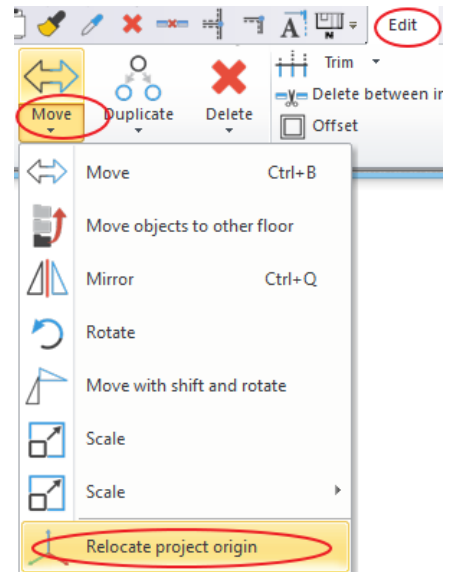 A N Edit
Trim
Move Duplicate Delete Delete between in
Offset
Move Ctrl+B
Move objects to other floor
Mirror Ctrl+Q
Rotate
Move with shift and rotate
Scale
Scale
Relocate project origin